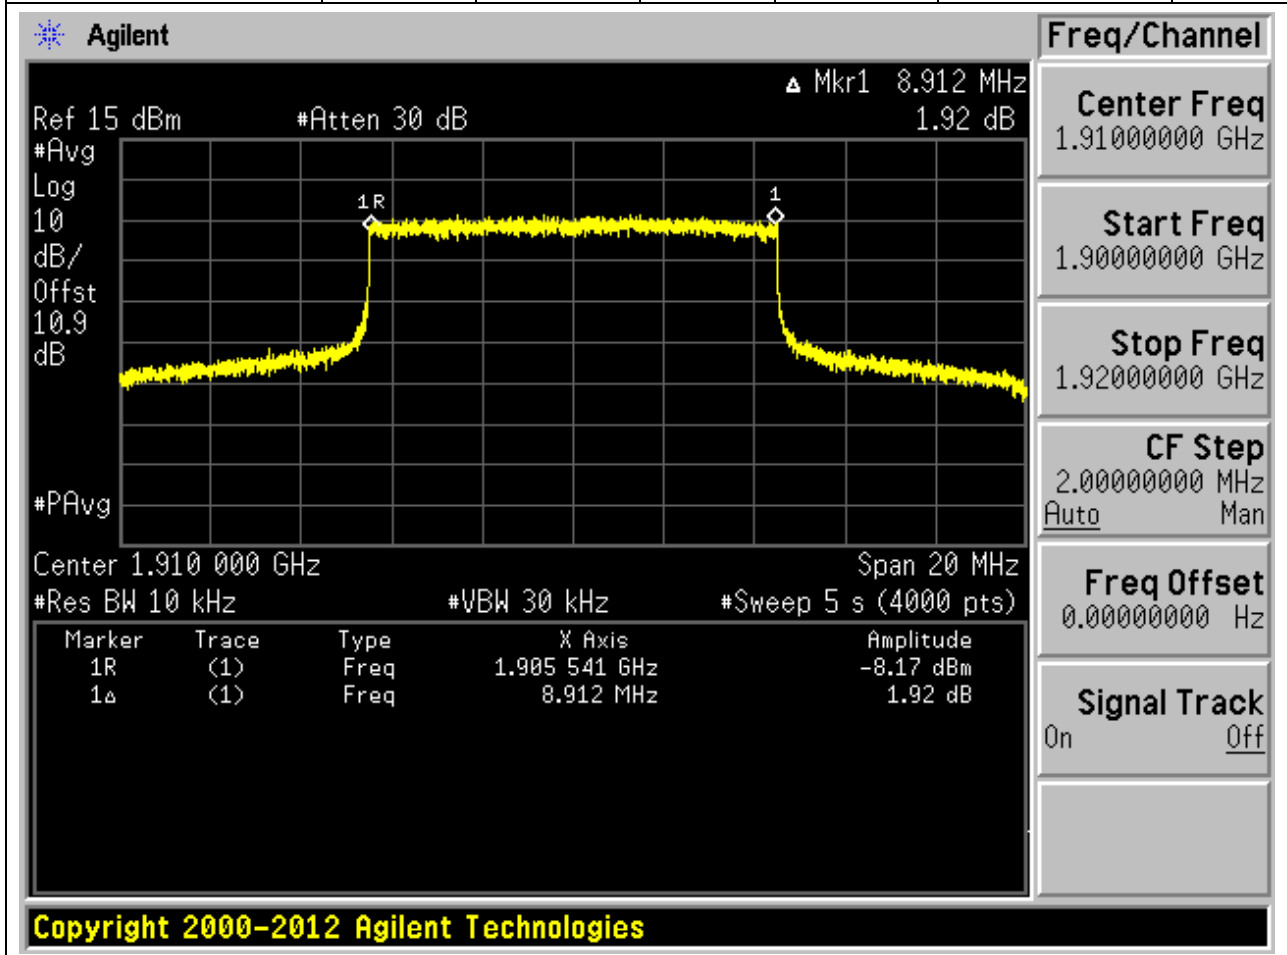 Agilent
Freq/Channel
Δ Mkr1 8.912 MHz
Ref 15 dBm #Atten 30 dB 1.92 dB
#Avg
Log
10
dB/
Offst
10.9
dB
#PAvg
1R
1
Center 1.910 000 GHz Span 20 MHz
#Res BW 10 kHz #VBW 30 kHz #Sweep 5 s (4000 pts)
Marker Trace Type X Axis Amplitude
1R (1) Freq 1.905 541 GHz -8.17 dBm
1Δ (1) Freq 8.912 MHz 1.92 dB
Center Freq
1.91000000 GHz
Start Freq
1.90000000 GHz
Stop Freq
1.92000000 GHz
CF Step
2.00000000 MHz
Auto Man
Freq Offset
0.00000000 Hz
Signal Track
On Off
Copyright 2000-2012 Agilent Technologies